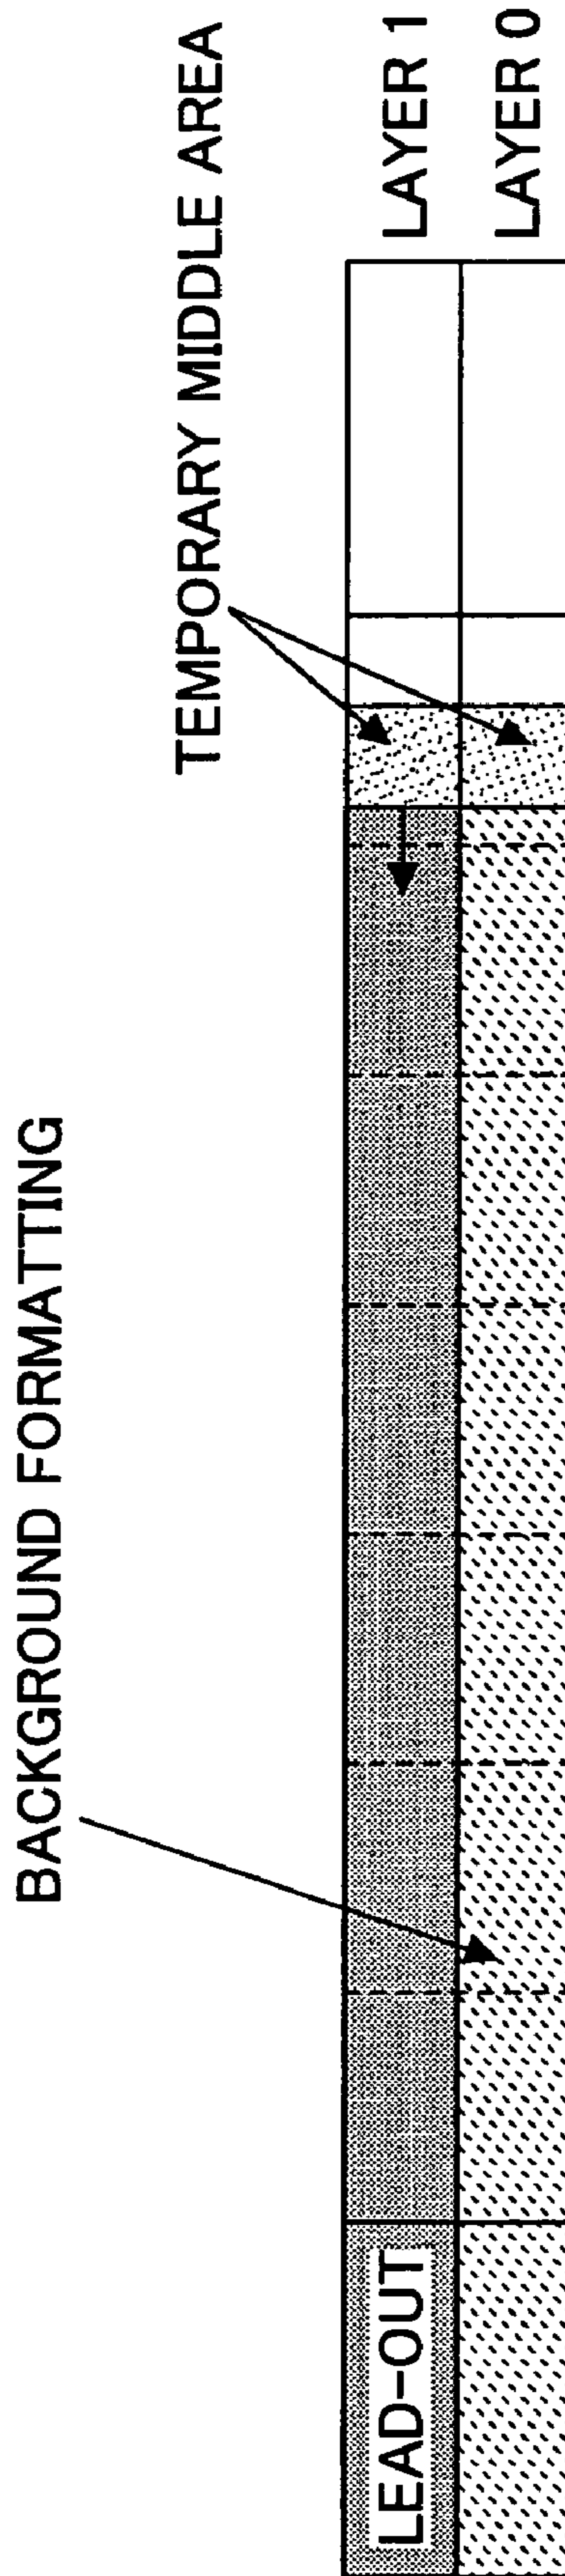 BACKGROUND FORMATTING
TEMPORARY MIDDLE AREA
LEAD-OUT
LAYER 1
LAYER 0